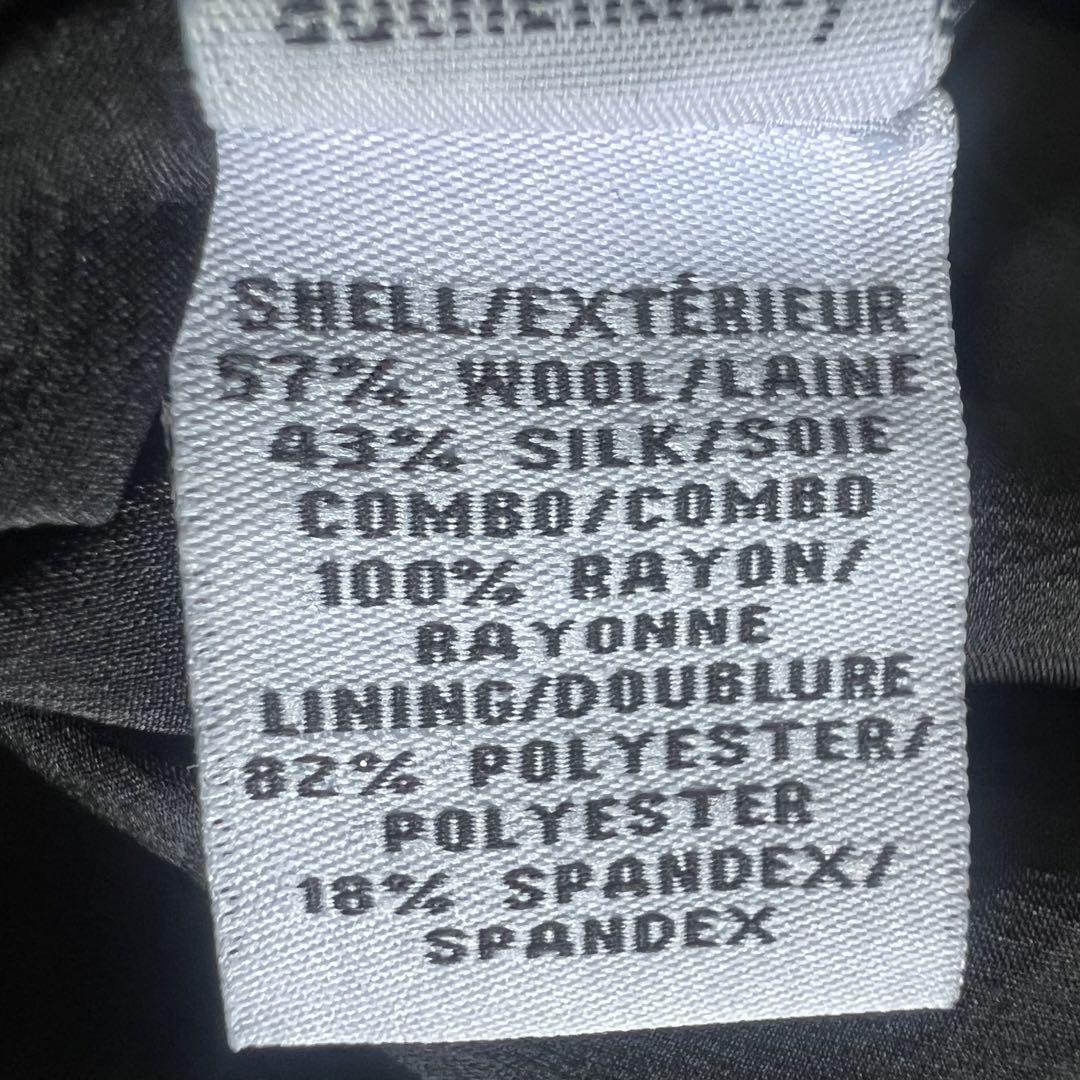 SHELL/EXTÉRIEUR
57% WOOL/LAINE
43% SILK/SOIE
COMBO/COMBO
100% RAYON/
RAYONNE
LINING/DOUBLURE
82% POLYESTER/
POLYESTER
18% SPANDEX/
SPANDEX